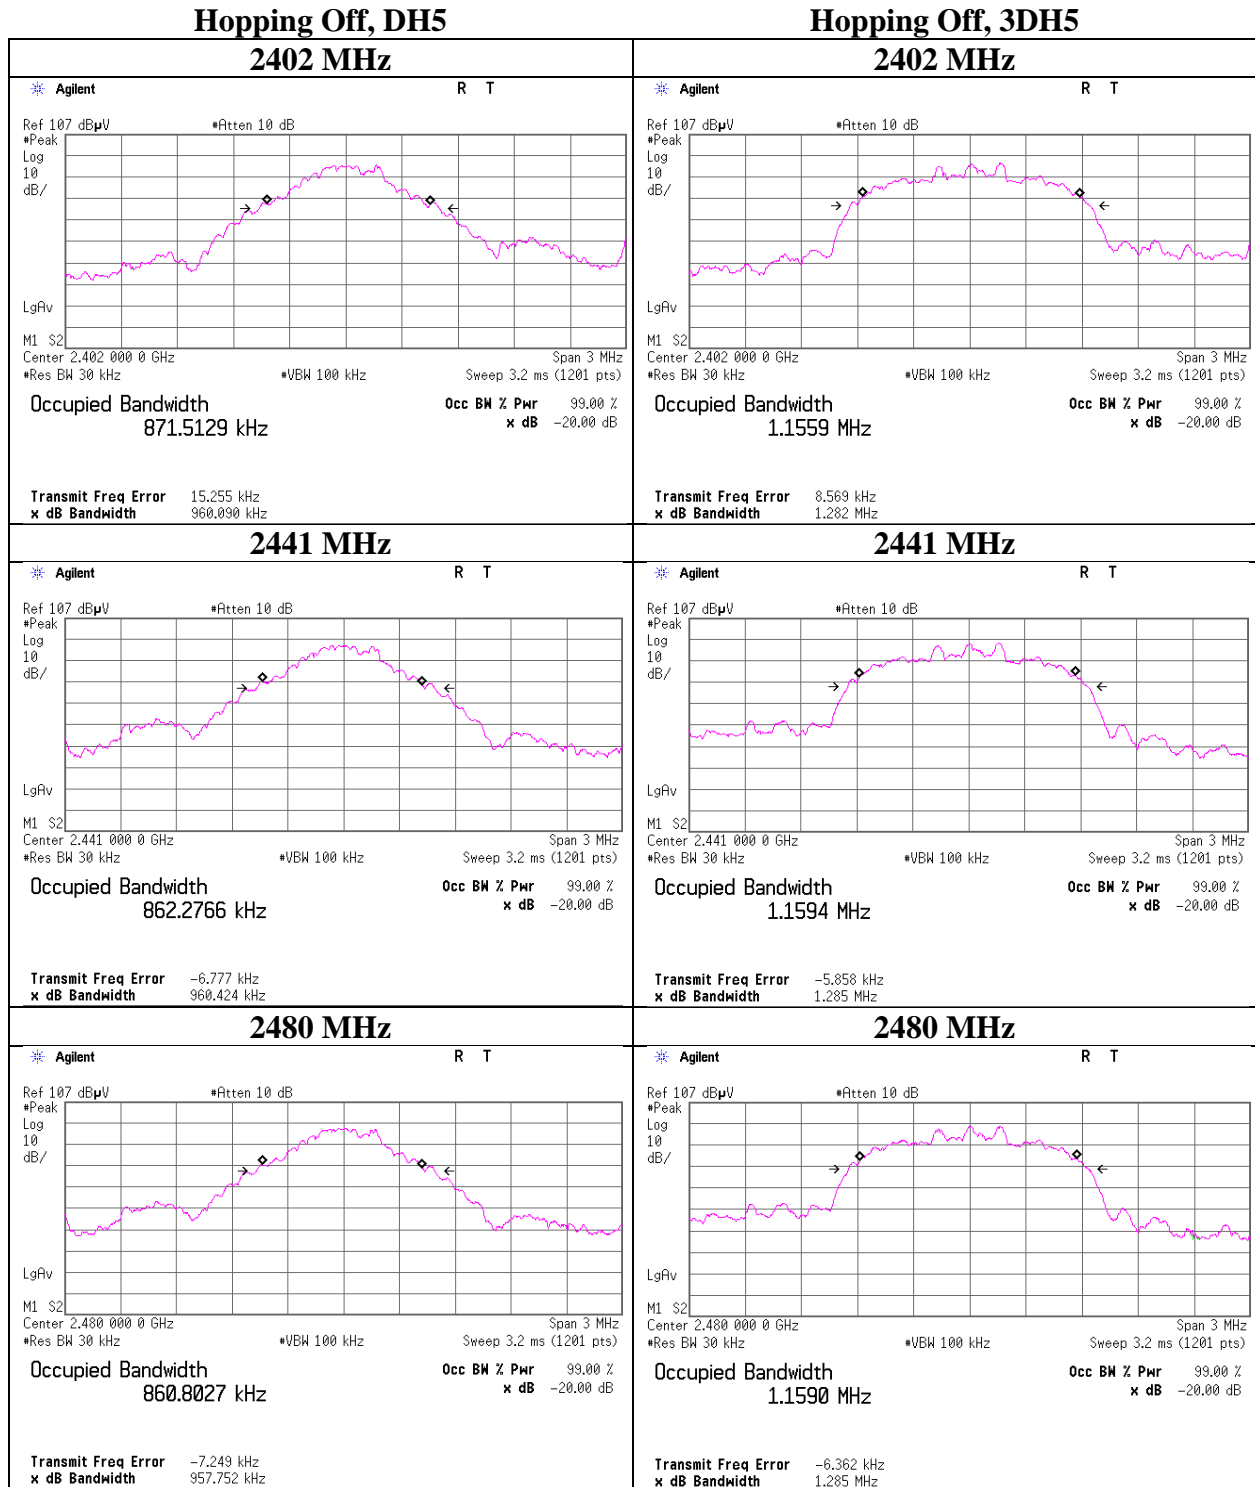 Hopping Off, DH5
Hopping Off, 3DH5
2402 MHz
2402 MHz
Agilent
R T
Ref 107 dBµV
#Atten 10 dB
#Peak
Log
10
dB/
LgAv
M1 S2
Center 2.402 000 0 GHz
Span 3 MHz
#Res BW 30 kHz
#VBW 100 kHz
Sweep 3.2 ms (1201 pts)
Occupied Bandwidth
871.5129 kHz
Occ BW % Pwr 99.00 %
x dB -20.00 dB
Transmit Freq Error 15.255 kHz
x dB Bandwidth 960.090 kHz
Agilent
R T
Ref 107 dBµV
#Atten 10 dB
#Peak
Log
10
dB/
LgAv
M1 S2
Center 2.402 000 0 GHz
Span 3 MHz
#Res BW 30 kHz
#VBW 100 kHz
Sweep 3.2 ms (1201 pts)
Occupied Bandwidth
1.1559 MHz
Occ BW % Pwr 99.00 %
x dB -20.00 dB
Transmit Freq Error 8.569 kHz
x dB Bandwidth 1.282 MHz
2441 MHz
2441 MHz
Agilent
R T
Ref 107 dBµV
#Atten 10 dB
#Peak
Log
10
dB/
LgAv
M1 S2
Center 2.441 000 0 GHz
Span 3 MHz
#Res BW 30 kHz
#VBW 100 kHz
Sweep 3.2 ms (1201 pts)
Occupied Bandwidth
862.2766 kHz
Occ BW % Pwr 99.00 %
x dB -20.00 dB
Transmit Freq Error -6.777 kHz
x dB Bandwidth 960.424 kHz
Agilent
R T
Ref 107 dBµV
#Atten 10 dB
#Peak
Log
10
dB/
LgAv
M1 S2
Center 2.441 000 0 GHz
Span 3 MHz
#Res BW 30 kHz
#VBW 100 kHz
Sweep 3.2 ms (1201 pts)
Occupied Bandwidth
1.1594 MHz
Occ BW % Pwr 99.00 %
x dB -20.00 dB
Transmit Freq Error -5.858 kHz
x dB Bandwidth 1.285 MHz
2480 MHz
2480 MHz
Agilent
R T
Ref 107 dBµV
#Atten 10 dB
#Peak
Log
10
dB/
LgAv
M1 S2
Center 2.480 000 0 GHz
Span 3 MHz
#Res BW 30 kHz
#VBW 100 kHz
Sweep 3.2 ms (1201 pts)
Occupied Bandwidth
860.8027 kHz
Occ BW % Pwr 99.00 %
x dB -20.00 dB
Transmit Freq Error -7.249 kHz
x dB Bandwidth 957.752 kHz
Agilent
R T
Ref 107 dBµV
#Atten 10 dB
#Peak
Log
10
dB/
LgAv
M1 S2
Center 2.480 000 0 GHz
Span 3 MHz
#Res BW 30 kHz
#VBW 100 kHz
Sweep 3.2 ms (1201 pts)
Occupied Bandwidth
1.1590 MHz
Occ BW % Pwr 99.00 %
x dB -20.00 dB
Transmit Freq Error -6.362 kHz
x dB Bandwidth 1.285 MHz